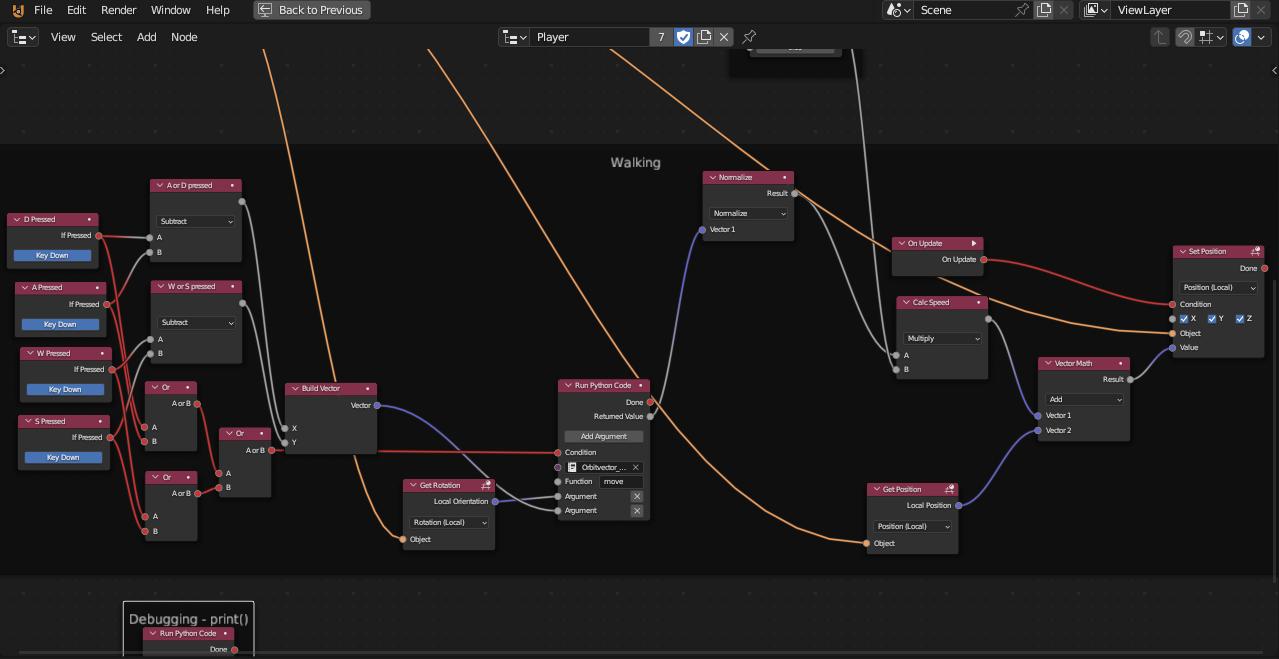 File Edit Render Window Help Back to Previous Scene ViewLayer
View Select Add Node Player 7
Walking
D Pressed
If Pressed
Key Down
A Pressed
If Pressed
Key Down
W Pressed
If Pressed
Key Down
S Pressed
If Pressed
Key Down
A or D pressed
Subtract
A
B
W or S pressed
Subtract
A
B
Or
A or B
A
B
Or
A or B
A
B
Or
A or B
A
B
Build Vector
Vector
X
Y
Get Rotation
Local Orientation
Rotation (Local)
Object
Run Python Code
Done
Returned Value
Add Argument
Condition
Orbitvector_...
Function move
Argument
Argument
Normalize
Result
Normalize
Vector 1
On Update
On Update
Calc Speed
Multiply
A
B
Get Position
Local Position
Position (Local)
Object
Vector Math
Result
Add
Vector 1
Vector 2
Set Position
Done
Position (Local)
Condition
X Y Z
Object
Value
Debugging - print()
Run Python Code
Done